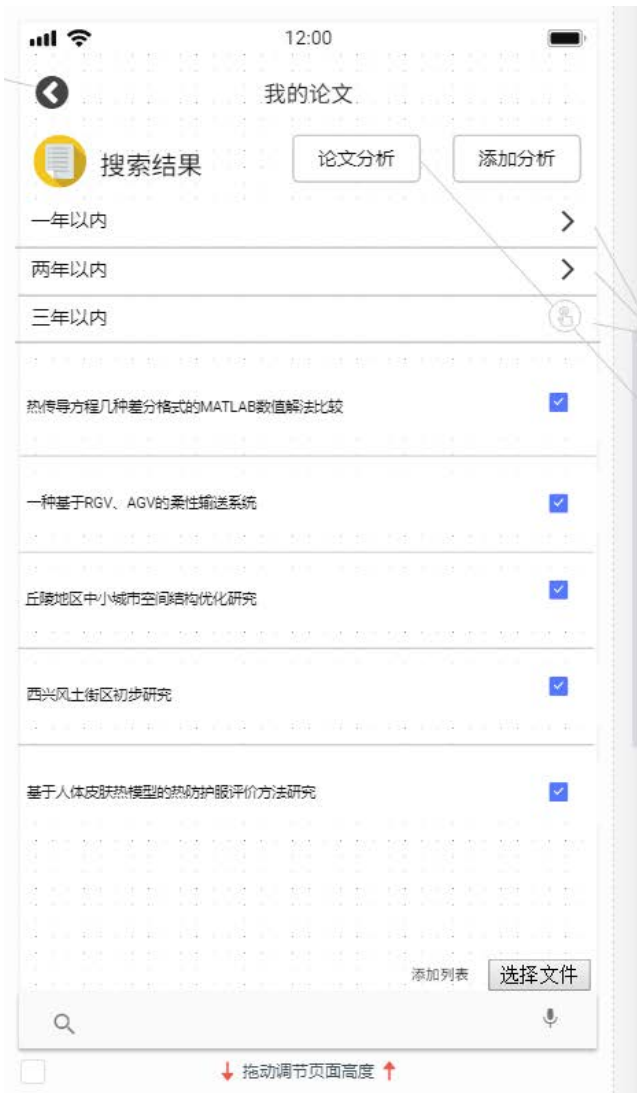 12:00
我的论文
搜索结果
论文分析
添加分析
一年以内
两年以内
三年以内
热传导方程几种差分格式的MATLAB数值解法比较
一种基于RGV、AGV的柔性输送系统
丘陵地区中小城市空间结构优化研究
西兴风土街区初步研究
基于人体皮肤热模型的热防护服评价方法研究
添加列表
选择文件
拖动调节页面高度